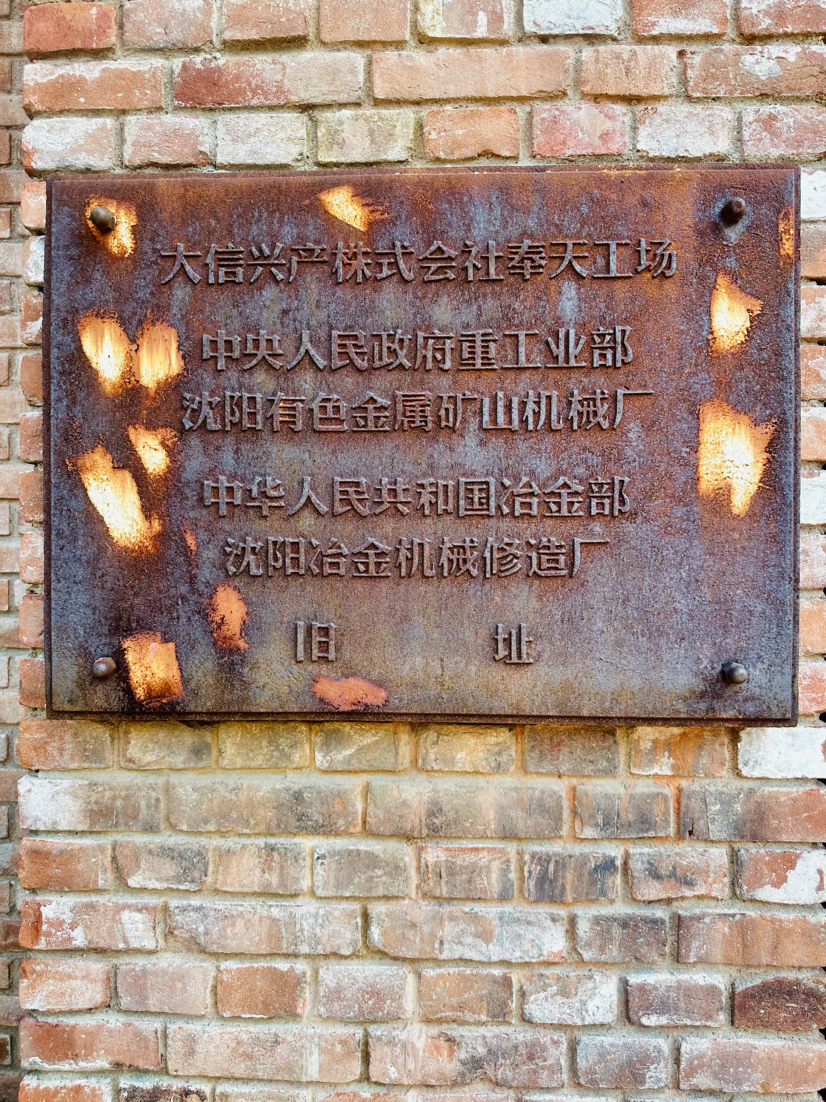 大信兴产株式会社奉天工场
中央人民政府重工业部
沈阳有色金属矿山机械厂
中华人民共和国冶金部
沈阳冶金机械修造厂
旧 址